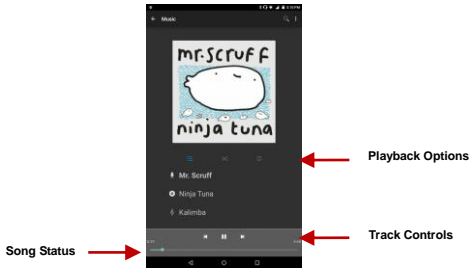 Music
mr.scruff
ninja tuna
Playback Options
Mr. Scruff
Ninja Tuna
Kalimba
Track Controls
Song Status